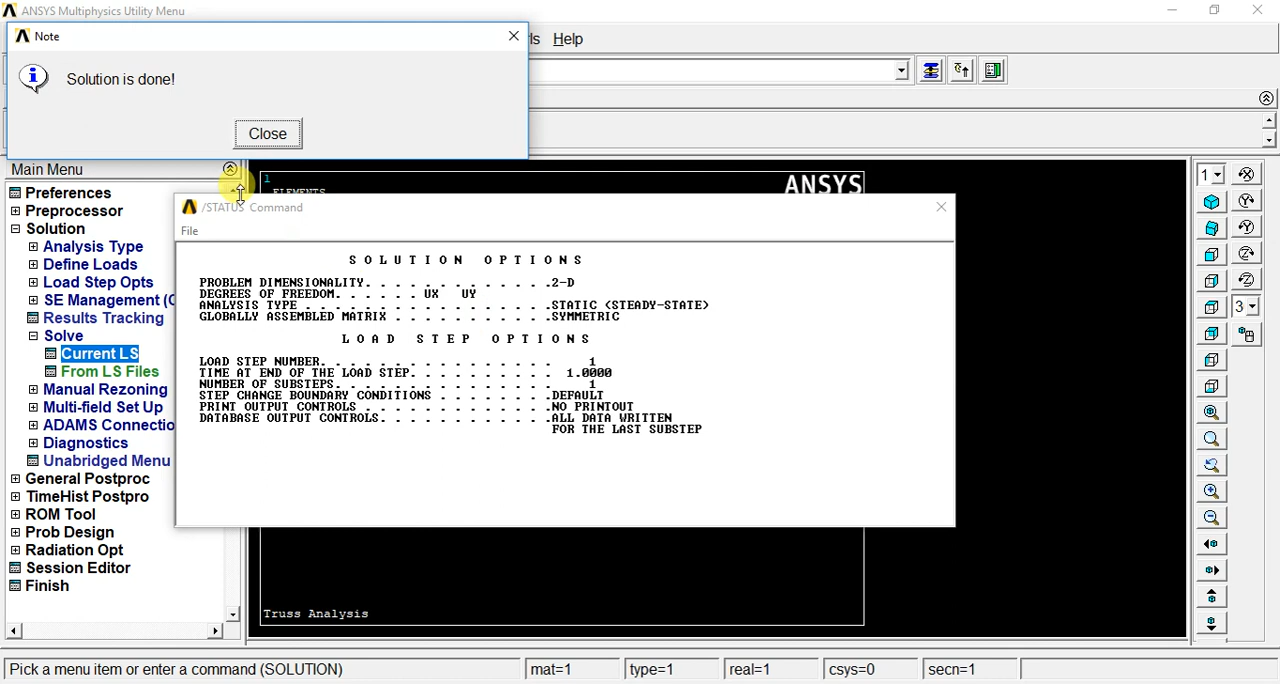 ANSYS Multiphysics Utility Menu
Note
ls Help
Solution is done!
Close
Main Menu
Preferences
Preprocessor
Solution
Analysis Type
Define Loads
Load Step Opts
SE Management (C
Results Tracking
Solve
Current LS
From LS Files
Manual Rezoning
Multi-field Set Up
ADAMS Connectio
Diagnostics
Unabridged Menu
General Postproc
TimeHist Postpro
ROM Tool
Prob Design
Radiation Opt
Session Editor
Finish
1
ELEMENTS
ANSYS
/STATUS Command
File
S O L U T I O N   O P T I O N S
PROBLEM DIMENSIONALITY. . . . . . . . . . . . .2-D
DEGREES OF FREEDOM. . . . . . UX   UY
ANALYSIS TYPE . . . . . . . . . . . . . . . . .STATIC (STEADY-STATE)
GLOBALLY ASSEMBLED MATRIX . . . . . . . . . . .SYMMETRIC
L O A D   S T E P   O P T I O N S
LOAD STEP NUMBER. . . . . . . . . . . . . . . .   1
TIME AT END OF THE LOAD STEP. . . . . . . . . .  1.0000
NUMBER OF SUBSTEPS. . . . . . . . . . . . . . .   1
STEP CHANGE BOUNDARY CONDITIONS . . . . . . . .DEFAULT
PRINT OUTPUT CONTROLS . . . . . . . . . . . . .NO PRINTOUT
DATABASE OUTPUT CONTROLS. . . . . . . . . . . .ALL DATA WRITTEN
FOR THE LAST SUBSTEP
Truss Analysis
1
3
Pick a menu item or enter a command (SOLUTION)
mat=1
type=1
real=1
csys=0
secn=1